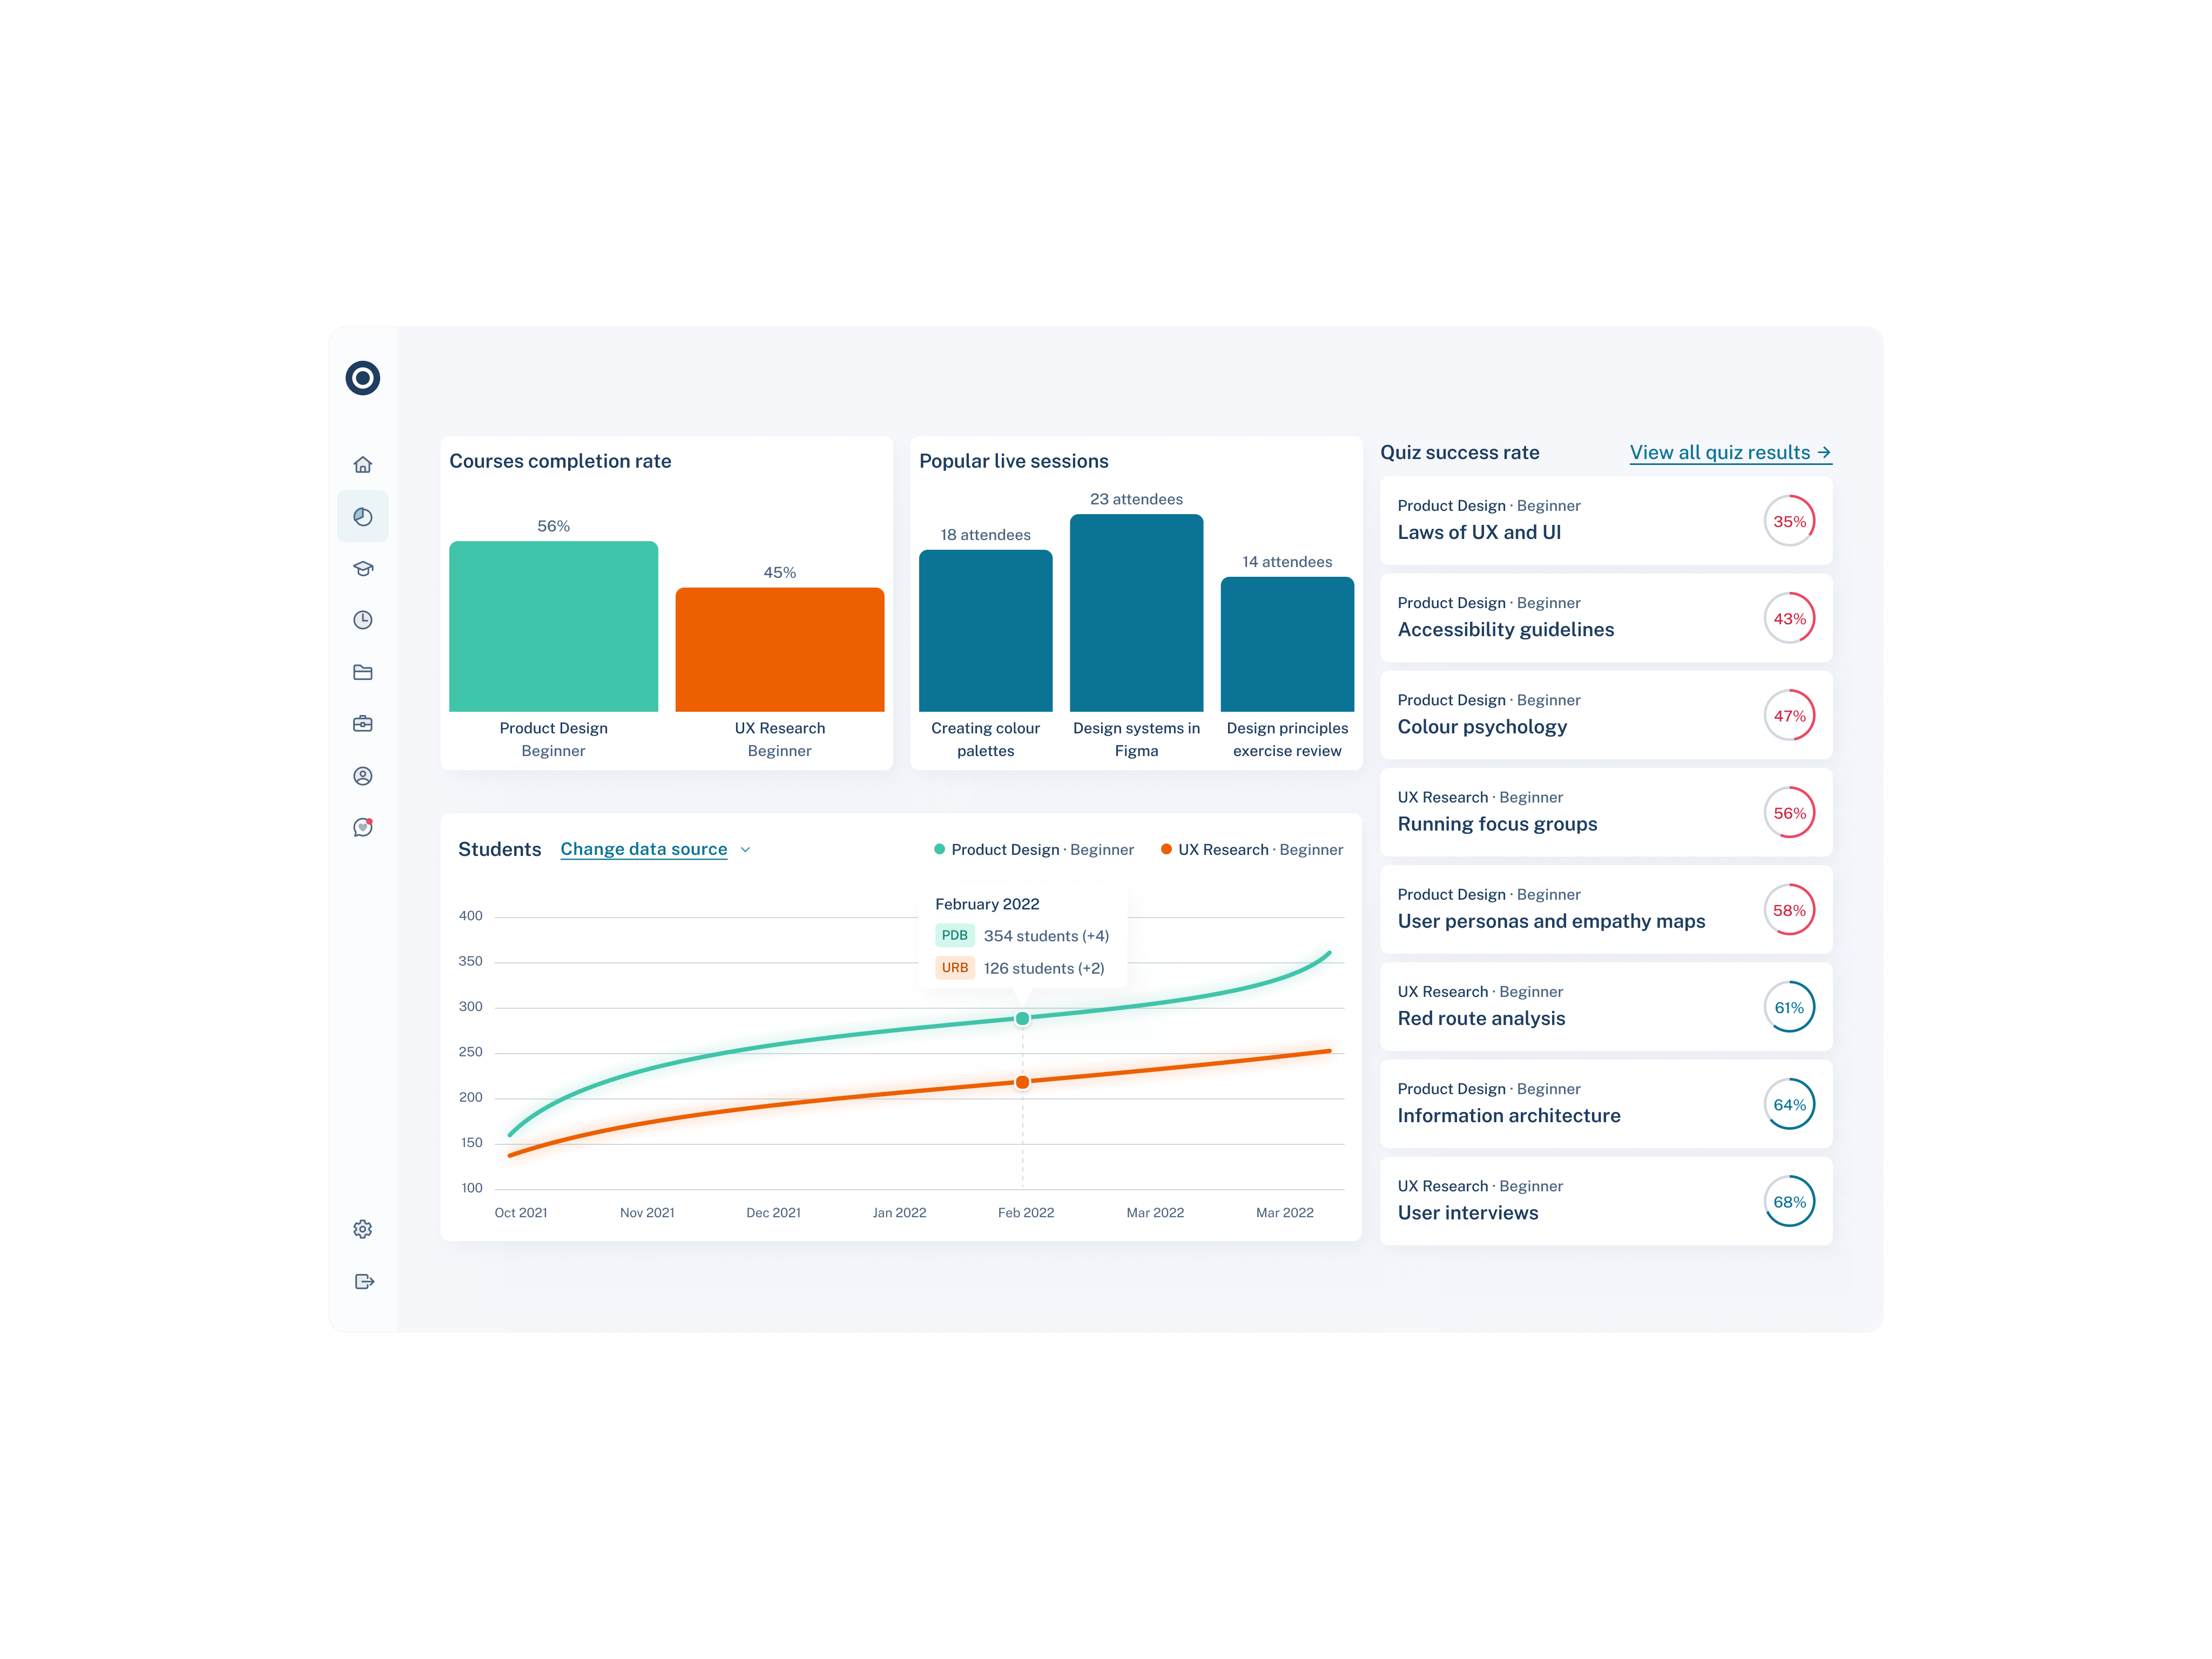 Courses completion rate
56%
45%
Product Design
Beginner
UX Research
Beginner
Popular live sessions
18 attendees
23 attendees
14 attendees
Creating colour
palettes
Design systems in
Figma
Design principles
exercise review
Quiz success rate
View all quiz results →
Product Design · Beginner
Laws of UX and UI
35%
Product Design · Beginner
Accessibility guidelines
43%
Product Design · Beginner
Colour psychology
47%
UX Research · Beginner
Running focus groups
56%
Product Design · Beginner
User personas and empathy maps
58%
UX Research · Beginner
Red route analysis
61%
Product Design · Beginner
Information architecture
64%
UX Research · Beginner
User interviews
68%
Students
Change data source
Product Design · Beginner
UX Research · Beginner
February 2022
PDB 354 students (+4)
URB 126 students (+2)
400
350
300
250
200
150
100
Oct 2021
Nov 2021
Dec 2021
Jan 2022
Feb 2022
Mar 2022
Mar 2022